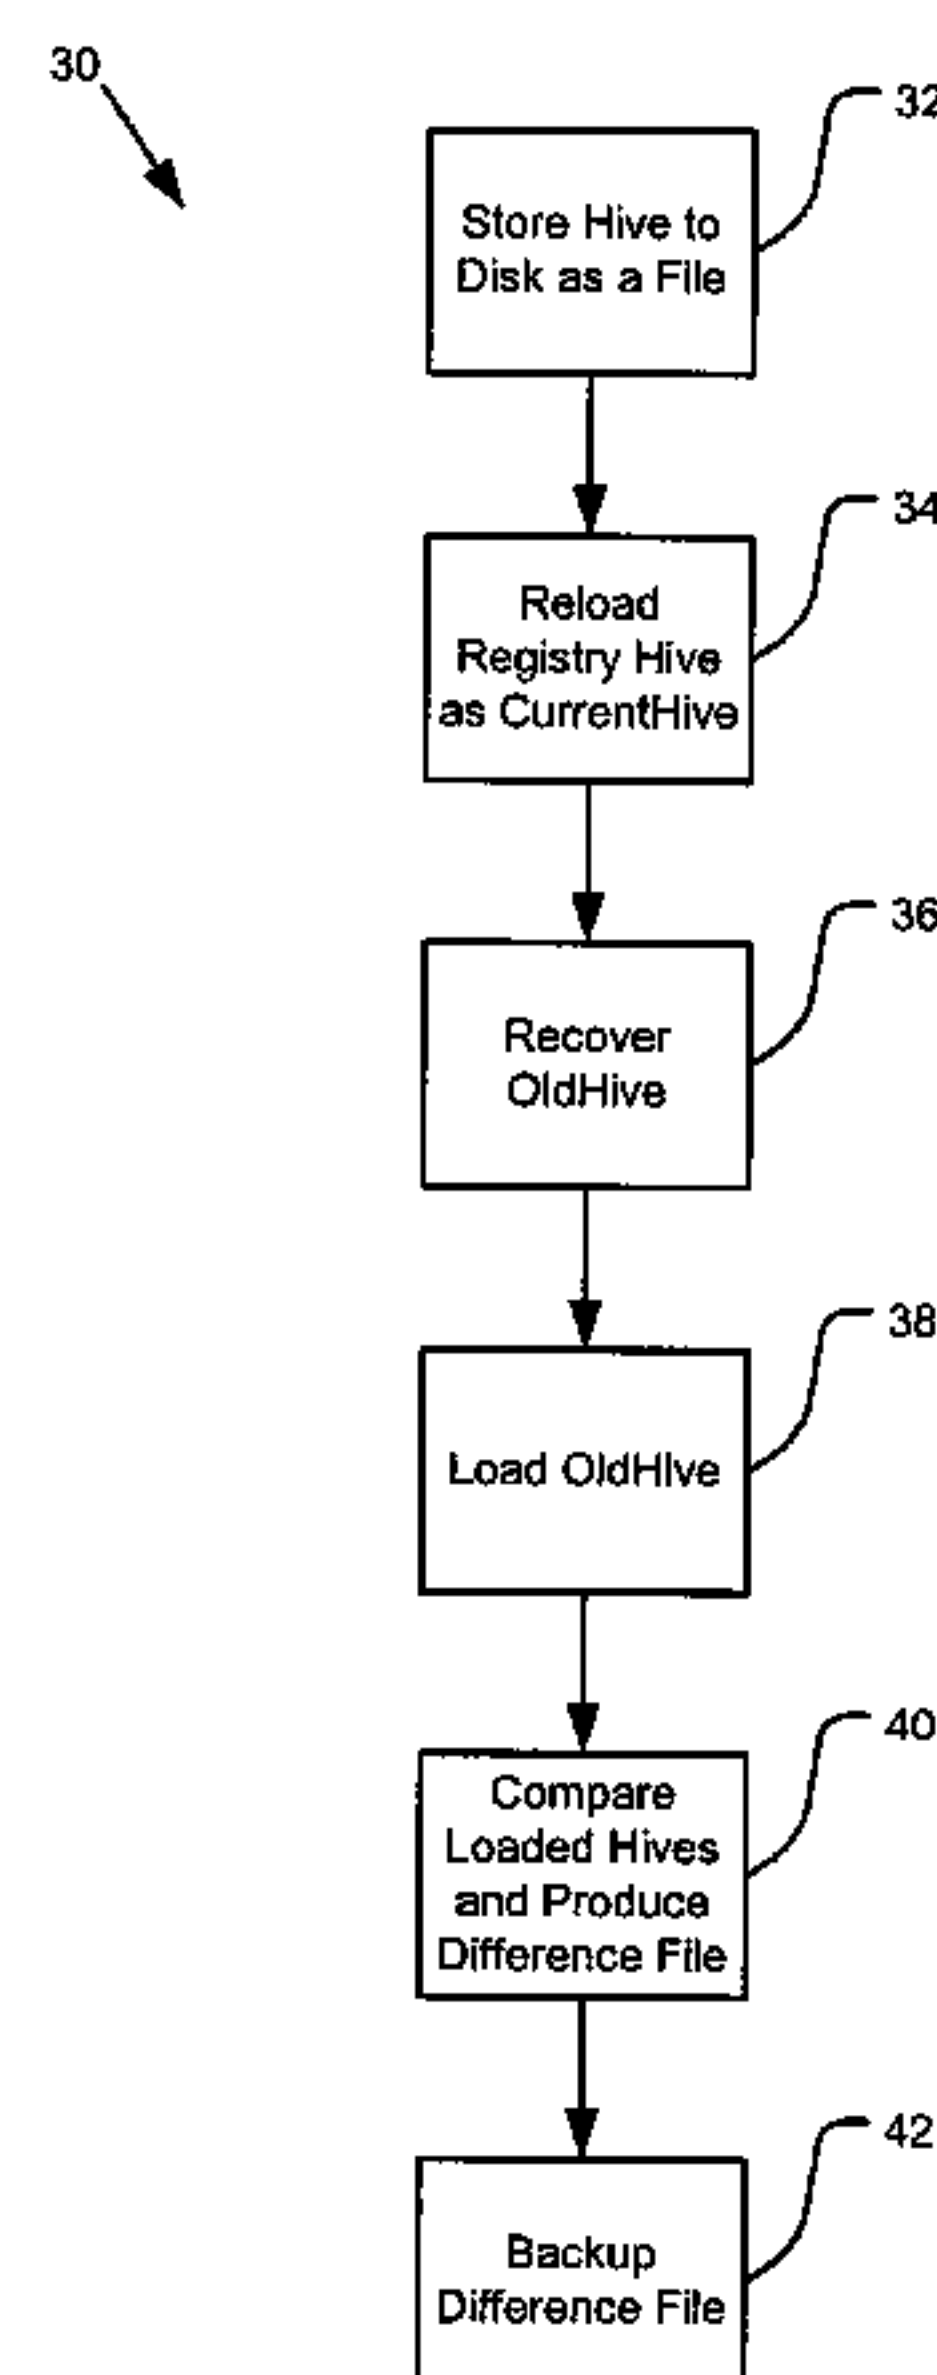 30
32
Store Hive to
Disk as a File
34
Reload
Registry Hive
as CurrentHive
36
Recover
OldHive
38
Load OldHive
40
Compare
Loaded Hives
and Produce
Difference File
42
Backup
Difference File